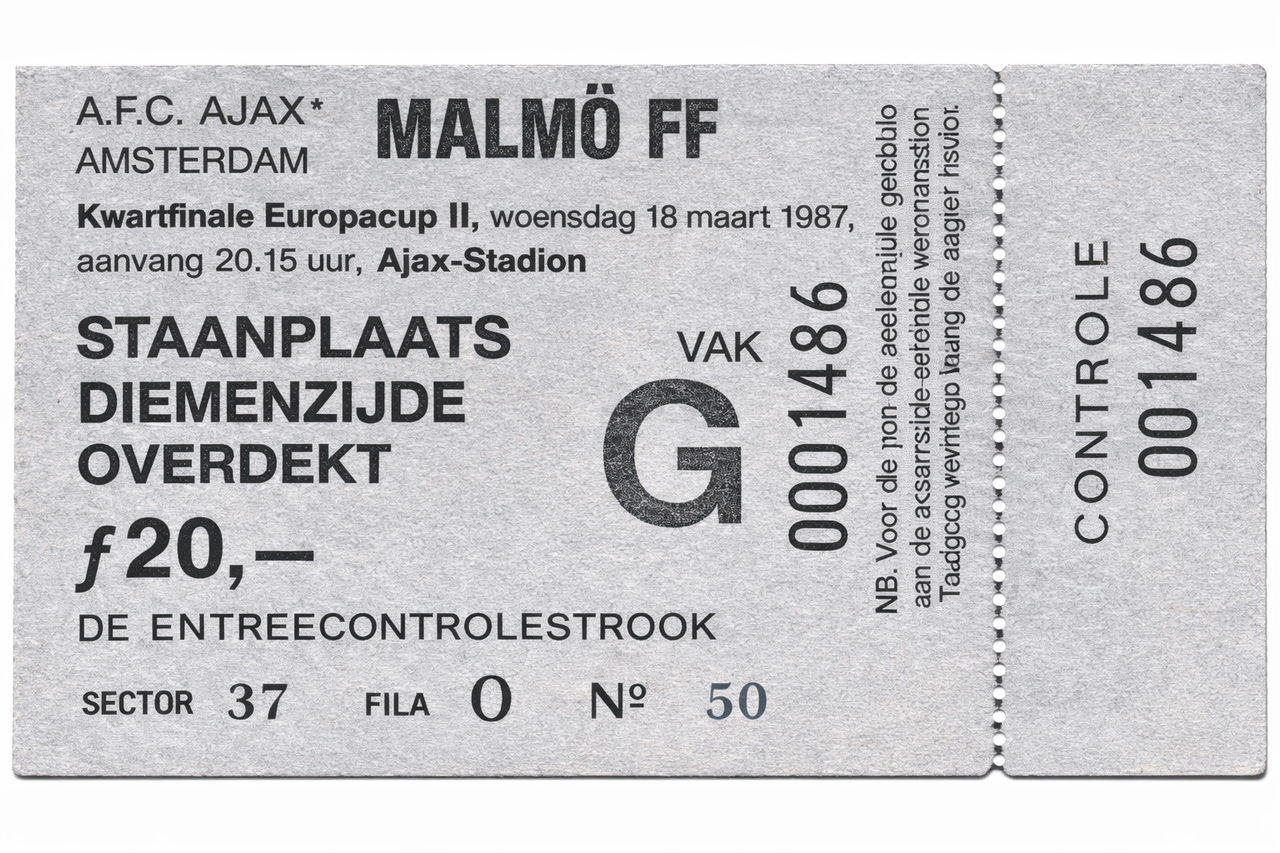 A.F.C. AJAX*
AMSTERDAM
MALMÖ FF
Kwartfinale Europacup II, woensdag 18 maart 1987,
aanvang 20.15 uur, Ajax-Stadion
STAANPLAATS
DIEMENZIJDE
OVERDEKT
ƒ20,—
VAK
G
0001486
DE ENTREECONTROLESTROOK
SECTOR 37 FILA O Nº 50
NB. Voor de
aan de
de
CONTROLE
001486